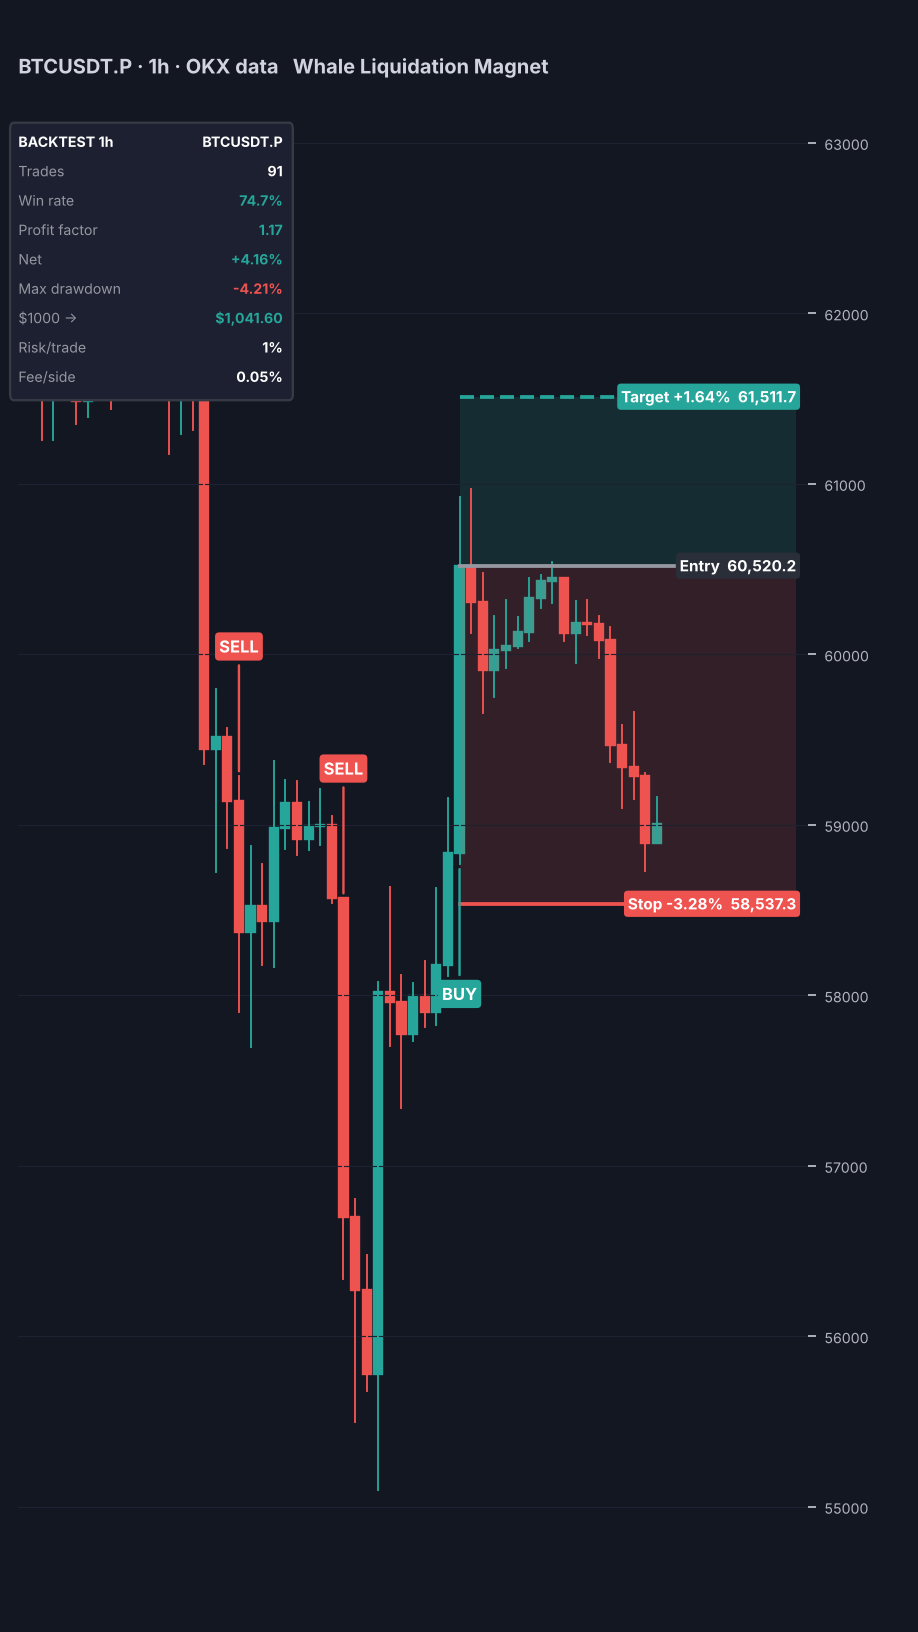 BTCUSDT.P · 1h · OKX data Whale Liquidation Magnet
BACKTEST 1h BTCUSDT.P
Trades 91
Win rate 74.7%
Profit factor 1.17
Net +4.16%
Max drawdown -4.21%
$1000 → $1,041.60
Risk/trade 1%
Fee/side 0.05%
63000
62000
Target +1.64% 61,511.7
61000
Entry 60,520.2
SELL
60000
SELL
59000
Stop -3.28% 58,537.3
BUY
58000
57000
56000
55000